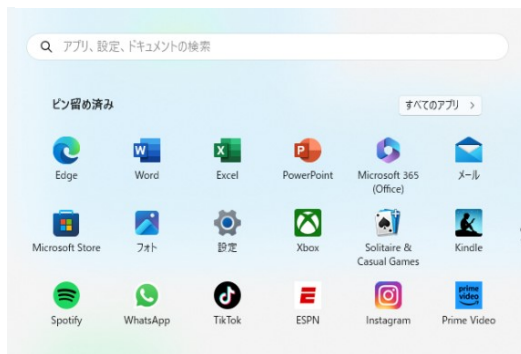 アプリ、設定、ドキュメントの検索
ピン留め済み
すべてのアプリ >
Edge
Word
Excel
PowerPoint
Microsoft 365
(Office)
メール
Microsoft Store
フォト
設定
Xbox
Solitaire &
Casual Games
Kindle
prime
video
Spotify
WhatsApp
TikTok
ESPN
Instagram
Prime Video